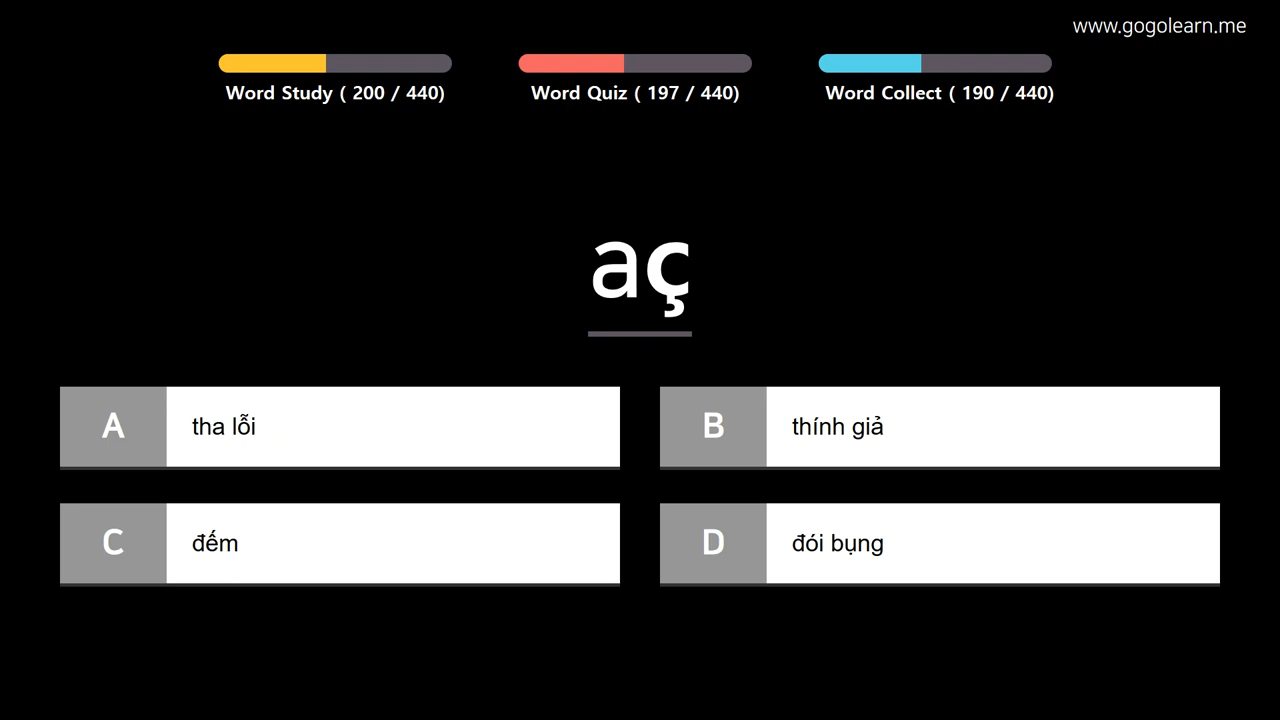 www.gogolearn.me
Word Study ( 200 / 440)
Word Quiz ( 197 / 440)
Word Collect ( 190 / 440)
aç
A tha lỗi
B thính giả
C đếm
D đói bụng